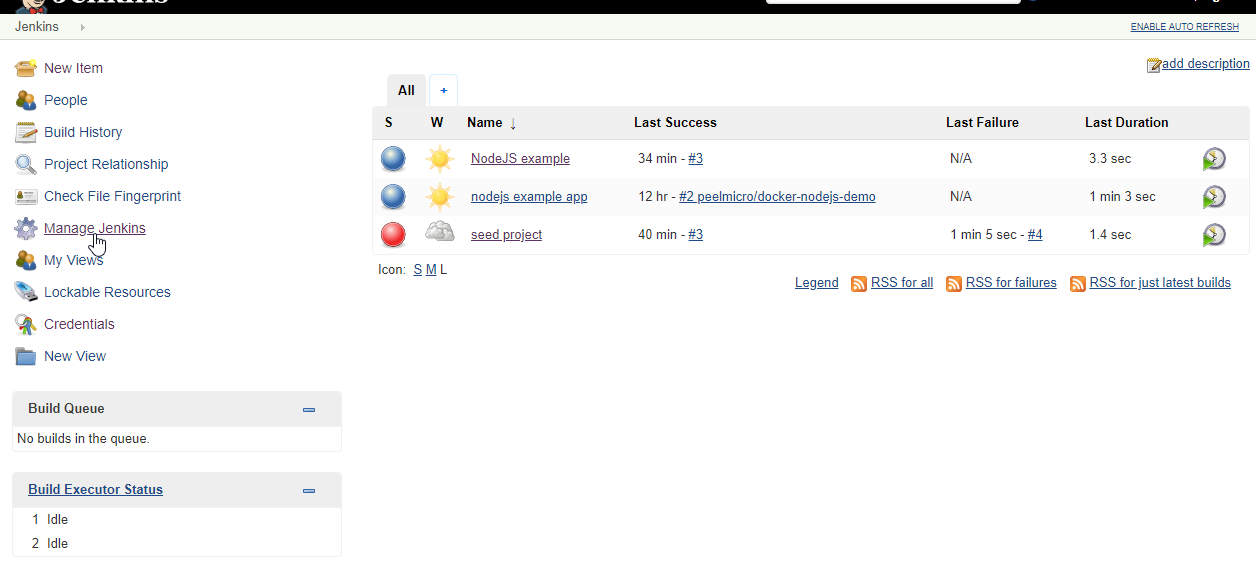 Jenkins
Jenkins
ENABLE AUTO REFRESH
New Item
People
Build History
Project Relationship
Check File Fingerprint
Manage Jenkins
My Views
Lockable Resources
Credentials
New View
Build Queue
No builds in the queue.
Build Executor Status
1 Idle
2 Idle
add description
All +
S W Name ↓ Last Success Last Failure Last Duration
NodeJS example 34 min - #3 N/A 3.3 sec
nodejs example app 12 hr - #2 peelmicro/docker-nodejs-demo N/A 1 min 3 sec
seed project 40 min - #3 1 min 5 sec - #4 1.4 sec
Icon: S M L
Legend RSS for all RSS for failures RSS for just latest builds